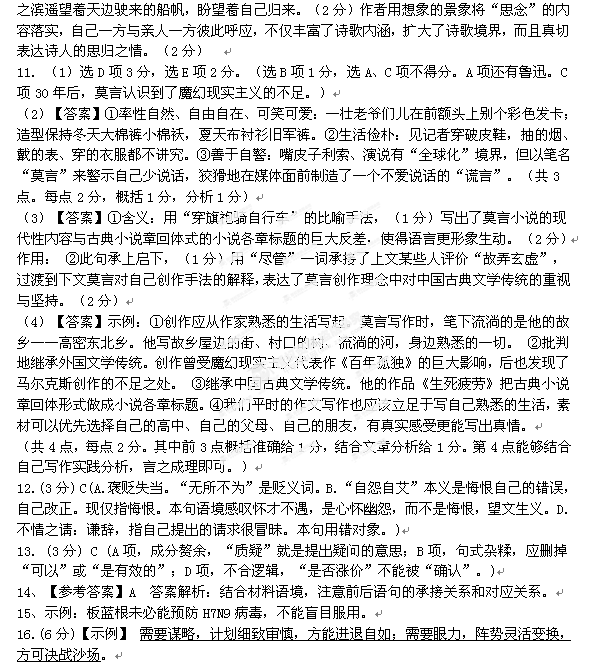 之滨遥望着天边驶来的船帆，盼望着自己归来。（2 分）作者用想象的景象将“思念”的内
容落实，自己一方与亲人一方彼此呼应，不仅丰富了诗歌内涵，扩大了诗歌境界，而且真切
表达诗人的思归之情。（2 分）
11. （1）选 D 项 3 分，选 E 项 2 分。（选 B 项 1 分，选 A、C 项不得分。A 项还有鲁迅。C
项 30 年后，莫言认识到了魔幻现实主义的不足。）
（2）【答案】①率性自然、自由自在、可笑可爱：一壮老爷们儿在前额头上别个彩色发卡；
造型保持冬天大棉裤小棉袄，夏天布衬衫旧军裤。②生活俭朴：见记者穿破皮鞋，抽的烟、
戴的表、穿的衣服都不讲究。③善于自警：嘴皮子利索、演说有“全球化”境界，但以笔名
“莫言”来警示自己少说话，狡猾地在媒体面前制造了一个不爱说话的“谎言”。（共 3
点。每点 2 分，概括 1 分，分析 1 分）
（3）【答案】①含义：用“穿旗袍骑自行车”的比喻手法，（1 分）写出了莫言小说的现
代性内容与古典小说章回体式的小说各章标题的巨大反差，使得语言更形象生动。（2 分）
作用： ②此句承上启下，（1 分）用“尽管”一词承接了上文某些人评价“故弄玄虚”，
过渡到下文莫言对自己创作手法的解释，表达了莫言创作理念中对中国古典文学传统的重视
与坚持。（2 分）
（4）【答案】示例：①创作应从作家熟悉的生活写起。莫言写作时，笔下流淌的是他的故
乡——高密东北乡。他写故乡屋边的街、村口的树、流淌的河，身边熟悉的一切。 ②批判
地继承外国文学传统。创作曾受魔幻现实主义代表作《百年孤独》的巨大影响，后也发现了
马尔克斯创作的不足之处。 ③继承中国古典文学传统。他的作品《生死疲劳》把古典小说
章回体形式做成小说各章标题。④我们平时的作文写作也应该立足于写自己熟悉的生活，素
材可以优先选择自己的高中、自己的父母、自己的朋友，有真实感受更能写出真情。
（共 4 点，每点 2 分。其中前 3 点概括准确给 1 分，结合文章分析给 1 分。第 4 点能够结合
自己写作实践分析，言之成理即可。）
12.(3 分)C(A.褒贬失当。“无所不为”是贬义词。B.“自怨自艾”本义是悔恨自己的错误，
自己改正。现仅指悔恨。本句语境感叹怀才不遇，是心怀幽怨，而不是悔恨，望文生义。D.
不情之请：谦辞，指自己提出的请求很冒昧。本句用错对象。)
13. (3 分) C (A 项，成分赘余，“质疑”就是提出疑问的意思；B 项，句式杂糅，应删掉
“可以”或“是有效的”；D 项，不合逻辑，“是否涨价”不能被“确认”。)
14、【参考答案】A 答案解析：结合材料语境，注意前后语句的承接关系和对应关系。
15、示例：板蓝根未必能预防 H7N9 病毒，不能盲目服用。
16.(6 分)【示例】 需要谋略，计划细致审慎，方能进退自如；需要眼力，阵势灵活变换，
方可决战沙场。